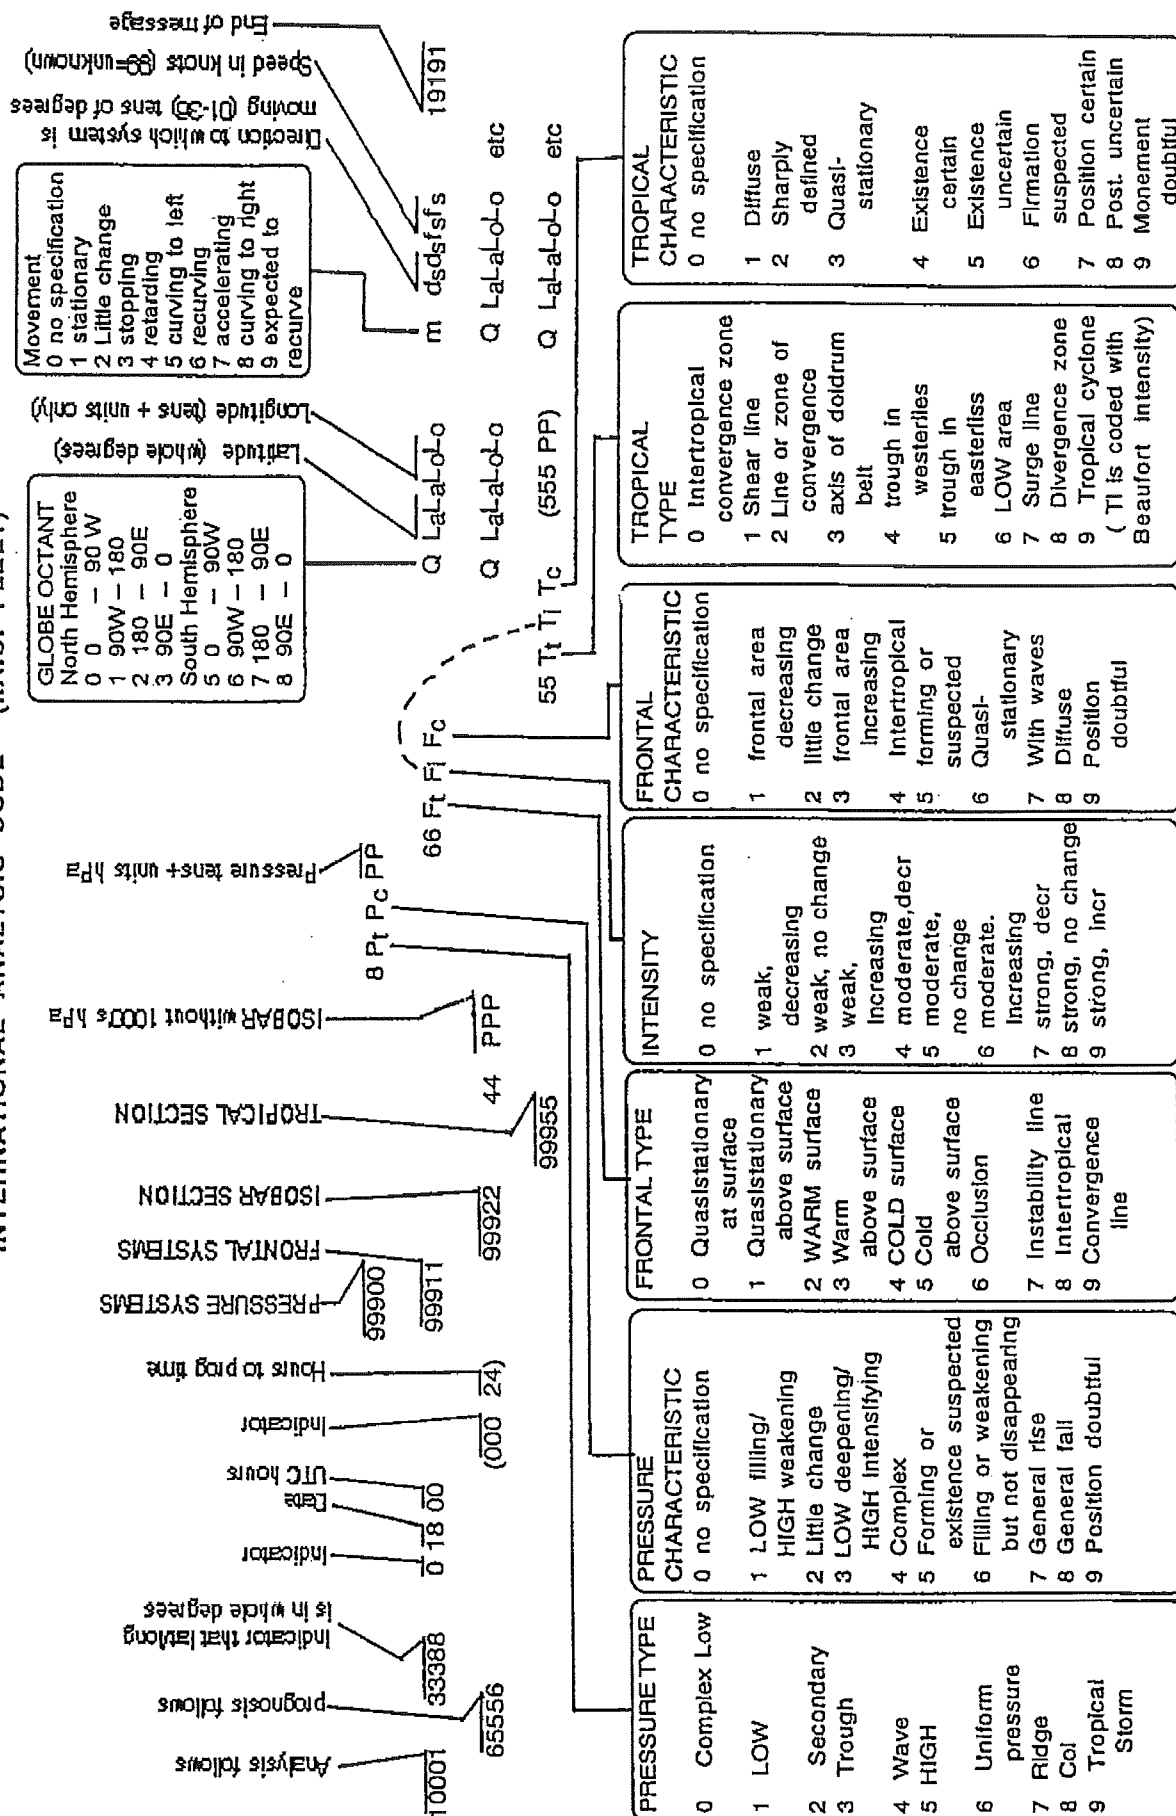 Analysis follows
10001
prognosis follows
65556
Indicator that lat/long
is in whole degrees
33388
Indicator
Date
UTC hours
0 18 00
Indicator
Hours to prog time
(000 24)
PRESSURE SYSTEMS
99900
FRONTAL SYSTEMS
99911
ISOBAR SECTION
99922
TROPICAL SECTION
99955
ISOBAR without 1000's hPa
44 PPP
Pressure tens+ units hPa
8 Pt Pc PP
66 Ft Fi Fc
55 Tt Ti Tc (555 PP)
GLOBE OCTANT
North Hemisphere
0 0 – 90 W
1 90W – 180
2 180 – 90E
3 90E – 0
South Hemisphere
5 0 – 90W
6 90W – 180
7 180 – 90E
8 90E – 0
Latitude (whole degrees)
Longitude (tens + units only)
Movement
0 no specification
1 stationary
2 Little change
3 stopping
4 retarding
5 curving to left
6 recurving
7 accelerating
8 curving to right
9 expected to
recurve
Direction to which system is
moving (01-36) tens of degrees
Speed in knots (99=unknown)
End of message
Q LaLaLoLo m dsdsfsfs 19191
Q LaLaLoLo Q LaLaLoLo etc
Q LaLaLoLo etc
PRESSURE TYPE
0 Complex Low
1 LOW
2 Secondary
3 Trough
4 Wave
5 HIGH
6 Uniform
pressure
7 Ridge
8 Col
9 Tropical
Storm
PRESSURE
CHARACTERISTIC
0 no specification
1 LOW filling/
HIGH weakening
2 Little change
3 LOW deepening/
HIGH Intensifying
4 Complex
5 Forming or
existence suspected
6 Filling or weakening
but not disappearing
7 General rise
8 General fall
9 Position doubtful
FRONTAL TYPE
0 Quasistationary
at surface
1 Quasistationary
above surface
2 WARM surface
3 Warm
above surface
4 COLD surface
5 Cold
above surface
6 Occlusion
7 Instability line
8 Intertropical
9 Convergence
line
INTENSITY
0 no specification
1 weak,
decreasing
2 weak, no change
3 weak,
Increasing
4 moderate,decr
5 moderate,
no change
6 moderate.
Increasing
7 strong, decr
8 strong, no change
9 strong, incr
FRONTAL
CHARACTERISTIC
0 no specification
1 frontal area
decreasing
2 little change
3 frontal area
Increasing
4 Intertropical
5 forming or
suspected
6 Quasi-
stationary
7 With waves
8 Diffuse
9 Position
doubtful
TROPICAL
TYPE
0 Intertropical
convergence zone
1 Shear line
2 Line or zone of
convergence
3 axis of doldrum
belt
4 trough in
westeriles
5 trough in
easterliss
6 LOW area
7 Surge line
8 Divergence zone
9 Tropical cyclone
( TI is coded with
Beaufort intensity)
TROPICAL
CHARACTERISTIC
0 no specification
1 Diffuse
2 Sharply
defined
3 Quasi-
stationary
4 Existence
certain
5 Existence
uncertain
6 Firmation
suspected
7 Position certain
8 Post. uncertain
9 Monement
doubtful